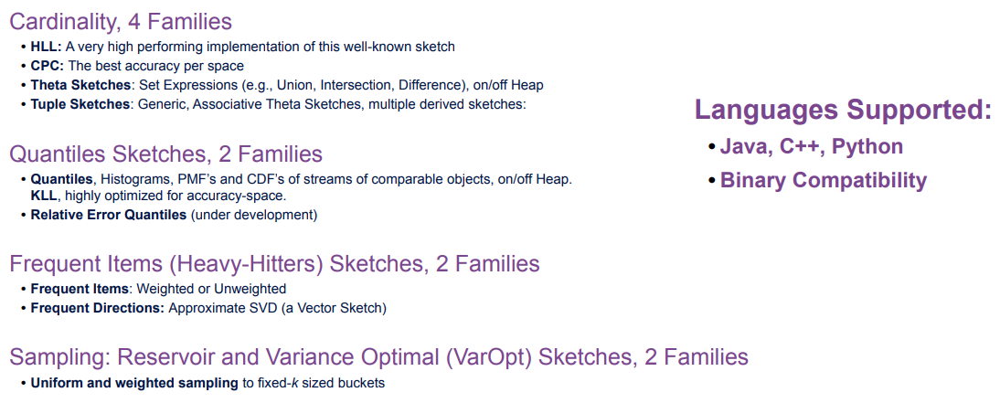 Cardinality, 4 Families
• HLL: A very high performing implementation of this well-known sketch
• CPC: The best accuracy per space
• Theta Sketches: Set Expressions (e.g., Union, Intersection, Difference), on/off Heap
• Tuple Sketches: Generic, Associative Theta Sketches, multiple derived sketches:
Quantiles Sketches, 2 Families
• Quantiles, Histograms, PMF’s and CDF’s of streams of comparable objects, on/off Heap.
KLL, highly optimized for accuracy-space.
• Relative Error Quantiles (under development)
Frequent Items (Heavy-Hitters) Sketches, 2 Families
• Frequent Items: Weighted or Unweighted
• Frequent Directions: Approximate SVD (a Vector Sketch)
Sampling: Reservoir and Variance Optimal (VarOpt) Sketches, 2 Families
• Uniform and weighted sampling to fixed-k sized buckets
Languages Supported:
• Java, C++, Python
• Binary Compatibility